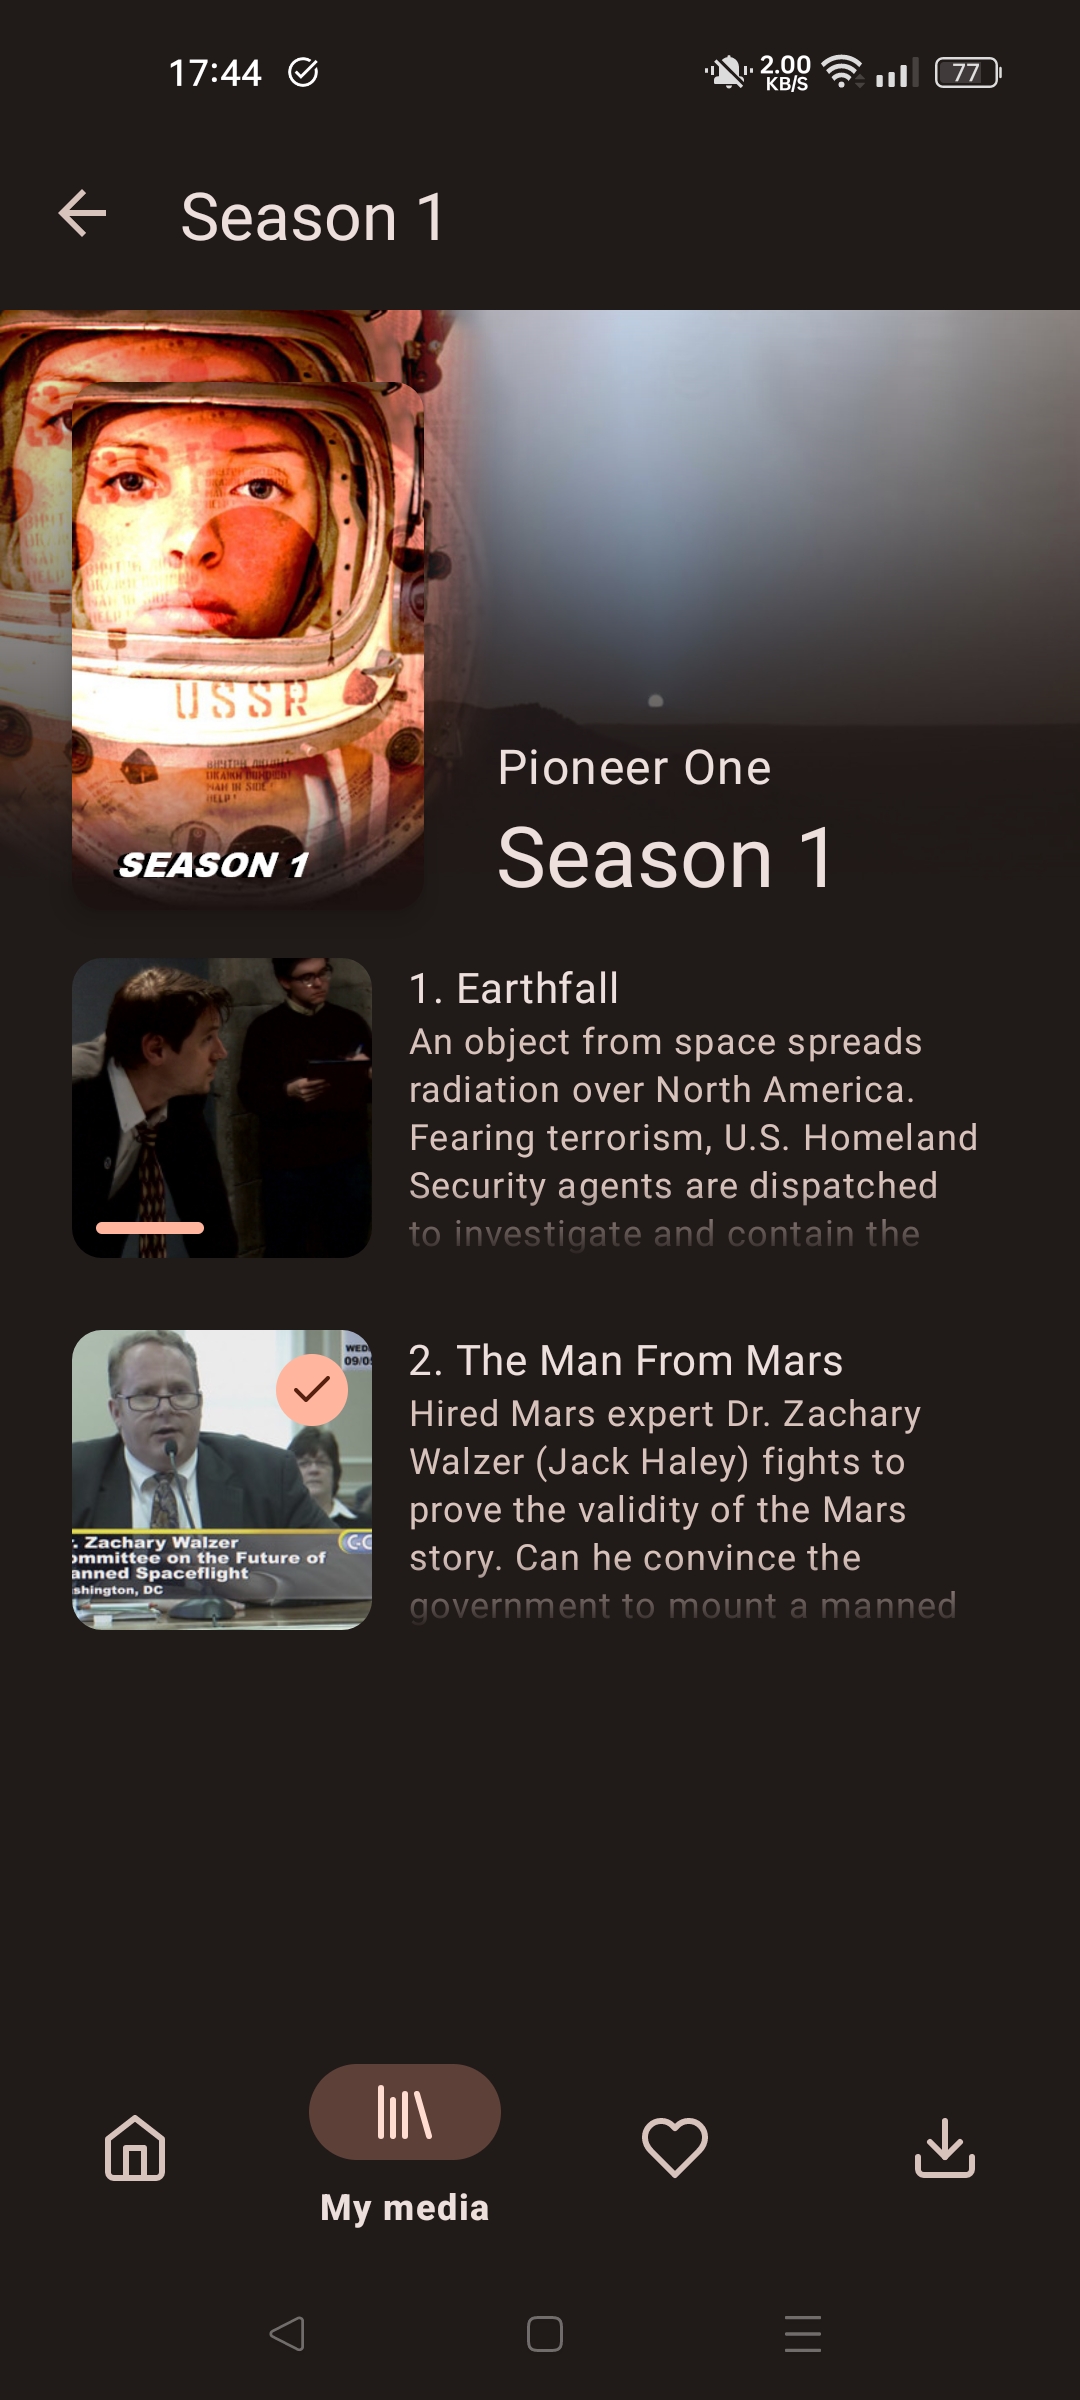 17:44
2.00
KB/S
77
Season 1
USSR
SEASON 1
Pioneer One
Season 1
1. Earthfall
An object from space spreads
radiation over North America.
Fearing terrorism, U.S. Homeland
Security agents are dispatched
to investigate and contain the
WED
09/0
2. The Man From Mars
Hired Mars expert Dr. Zachary
Walzer (Jack Haley) fights to
prove the validity of the Mars
story. Can he convince the
government to mount a manned
r. Zachary Walzer
ommittee on the Future of
anned Spaceflight
shington, DC
My media